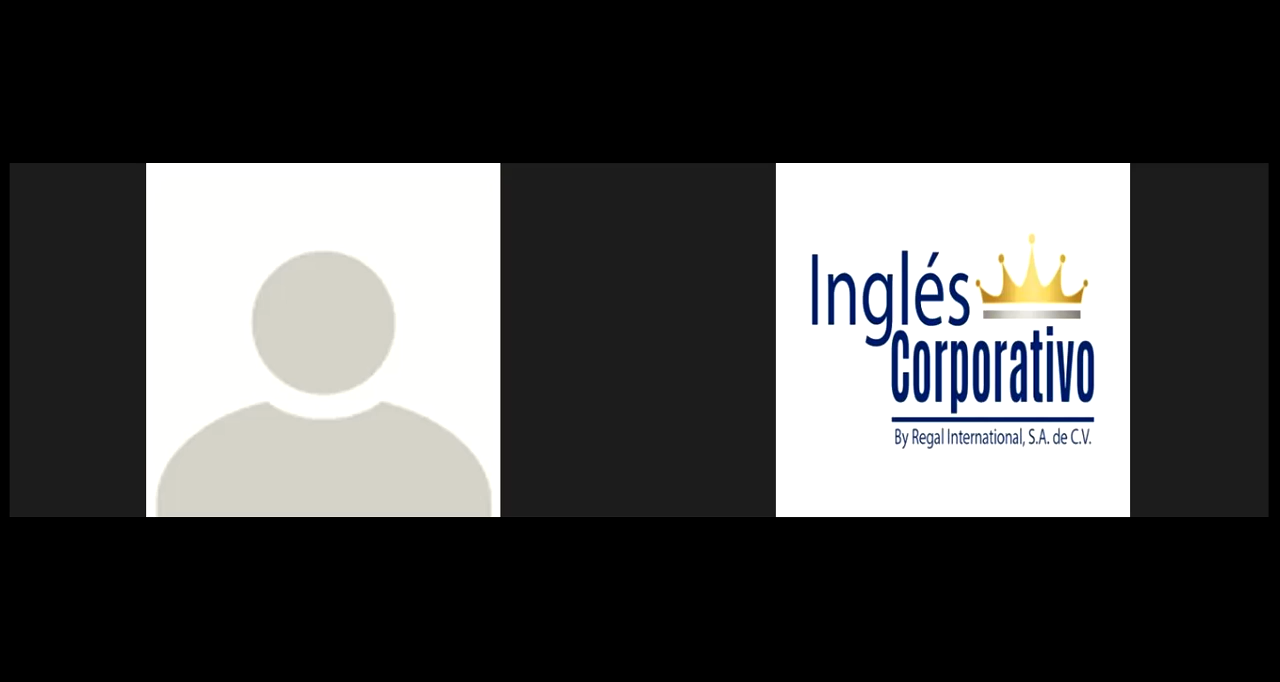 Inglés
Corporativo
By Regal International, S.A. de C.V.